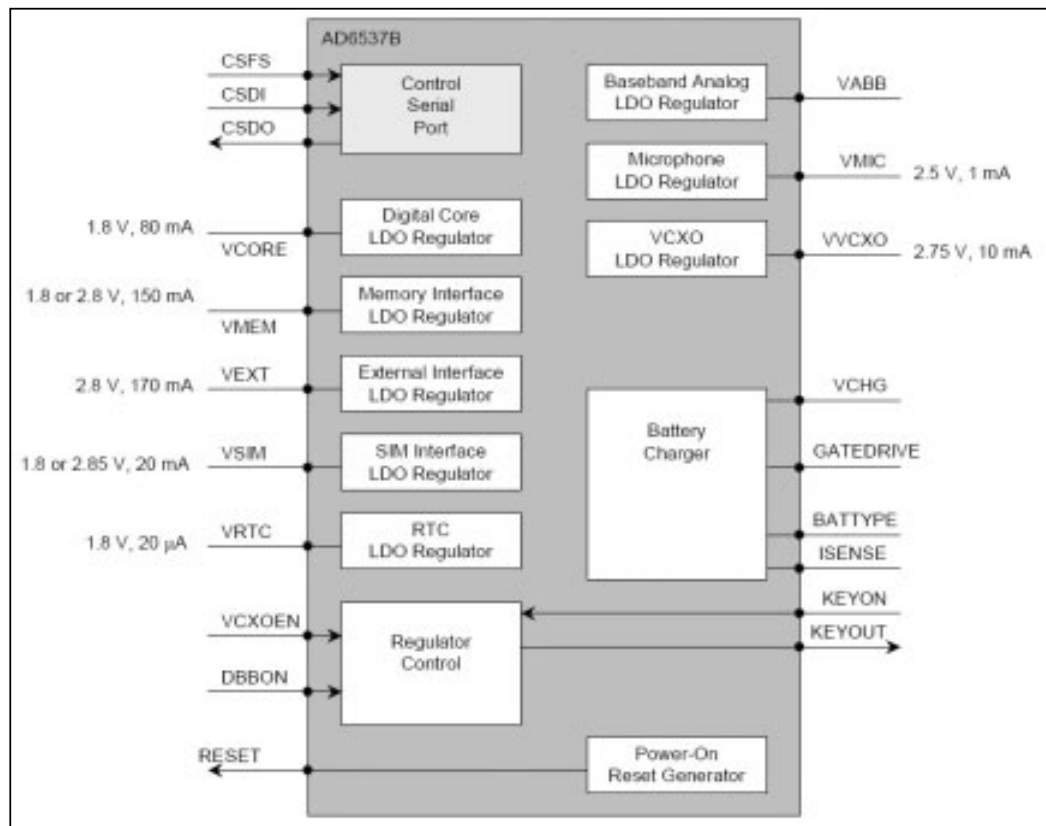 AD6537B
CSFS
CSDI
CSDO
Control
Serial
Port
Baseband Analog
LDO Regulator
VABB
Microphone
LDO Regulator
VMIC
2.5 V, 1 mA
1.8 V, 80 mA
VCORE
Digital Core
LDO Regulator
VCXO
LDO Regulator
VVCXO
2.75 V, 10 mA
1.8 or 2.8 V, 150 mA
VMEM
Memory Interface
LDO Regulator
2.8 V, 170 mA
VEXT
External Interface
LDO Regulator
1.8 or 2.85 V, 20 mA
VSIM
SIM Interface
LDO Regulator
1.8 V, 20 μA
VRTC
RTC
LDO Regulator
Battery
Charger
VCHG
GATEDRIVE
BATTYPE
ISENSE
VCXOEN
DBBON
Regulator
Control
KEYON
KEYOUT
RESET
Power-On
Reset Generator